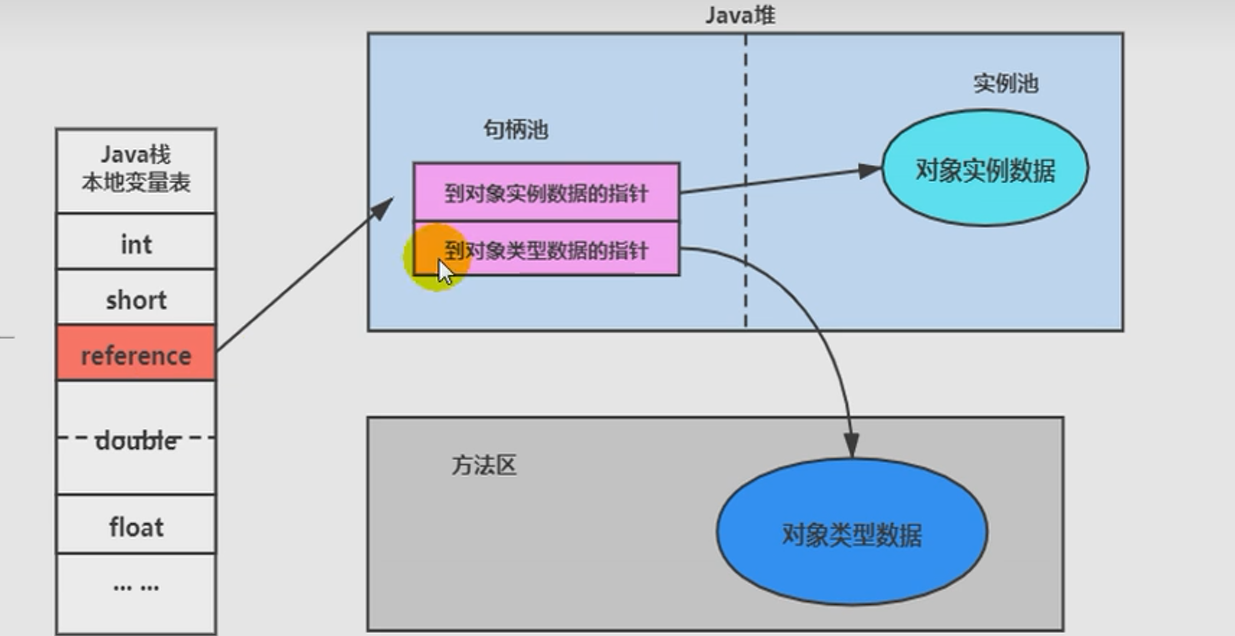 Java堆
实例池
句柄池
Java栈
本地变量表
到对象实例数据的指针
对象实例数据
int
到对象类型数据的指针
short
reference
double
方法区
float
对象类型数据
... ...